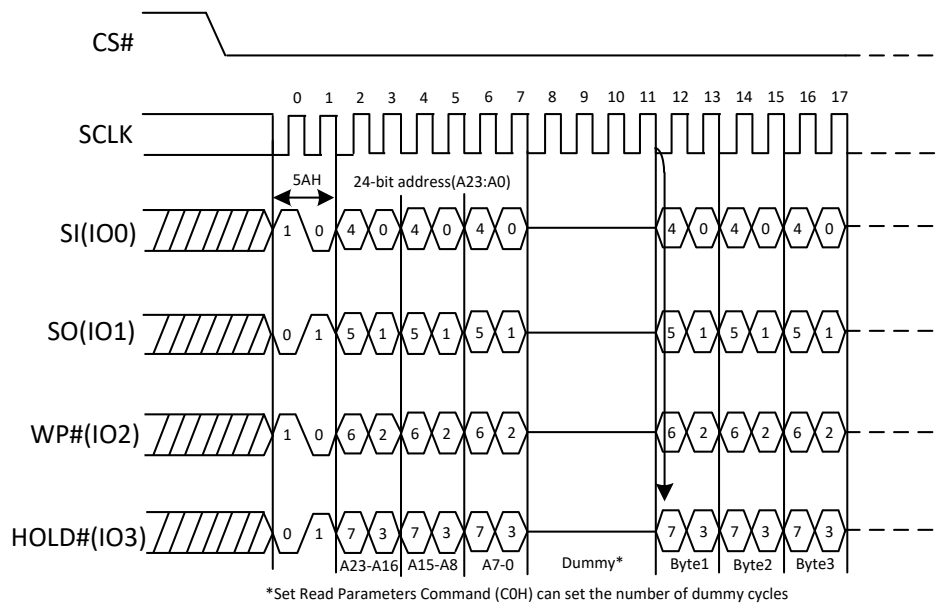 CS#
0 1 2 3 4 5 6 7 8 9 10 11 12 13 14 15 16 17
SCLK
5AH 24-bit address(A23:A0)
SI(IO0) 1 0 4 0 4 0 4 0 4 0 4 0 4 0
SO(IO1) 0 1 5 1 5 1 5 1 5 1 5 1 5 1
WP#(IO2) 1 0 6 2 6 2 6 2 6 2 6 2 6 2
HOLD#(IO3) 0 1 7 3 7 3 7 3 7 3 7 3 7 3
A23-A16 A15-A8 A7-0 Dummy* Byte1 Byte2 Byte3
*Set Read Parameters Command (C0H) can set the number of dummy cycles